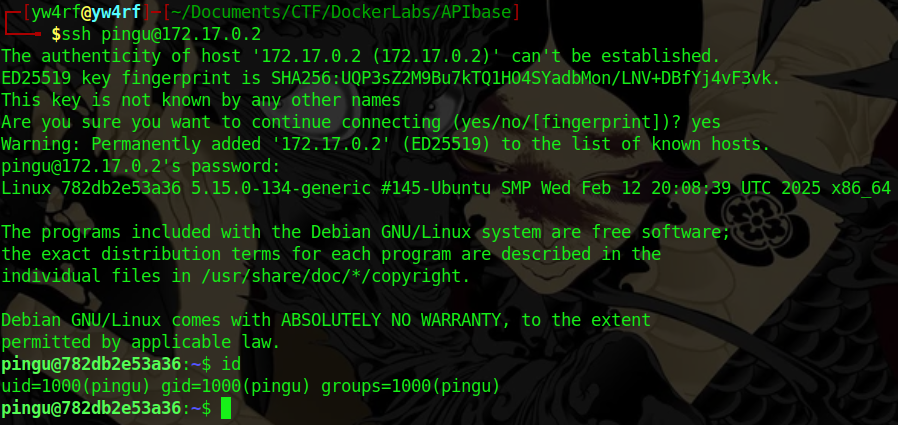 ┌─[yw4rf@yw4rf]─[~/Documents/CTF/DockerLabs/APIbase]
└──╼ $ssh pingu@172.17.0.2
The authenticity of host '172.17.0.2 (172.17.0.2)' can't be established.
ED25519 key fingerprint is SHA256:UQP3sZ2M9Bu7kTQ1HO4SYadbMon/LNV+DBfYj4vF3vk.
This key is not known by any other names
Are you sure you want to continue connecting (yes/no/[fingerprint])? yes
Warning: Permanently added '172.17.0.2' (ED25519) to the list of known hosts.
pingu@172.17.0.2's password:
Linux 782db2e53a36 5.15.0-134-generic #145-Ubuntu SMP Wed Feb 12 20:08:39 UTC 2025 x86_64
The programs included with the Debian GNU/Linux system are free software;
the exact distribution terms for each program are described in the
individual files in /usr/share/doc/*/copyright.
Debian GNU/Linux comes with ABSOLUTELY NO WARRANTY, to the extent
permitted by applicable law.
pingu@782db2e53a36:~$ id
uid=1000(pingu) gid=1000(pingu) groups=1000(pingu)
pingu@782db2e53a36:~$